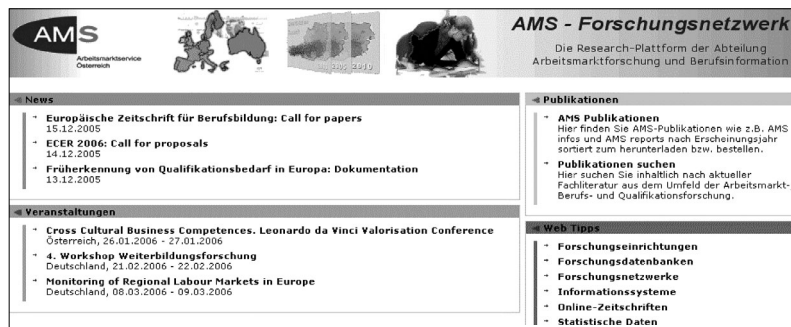 AMS
Arbeitsmarktservice
Österreich
AMS - Forschungsnetzwerk
Die Research-Plattform der Abteilung
Arbeitsmarktforschung und Berufsinformation
News
Europäische Zeitschrift für Berufsbildung: Call for papers
15.12.2005
ECER 2006: Call for proposals
14.12.2005
Früherkennung von Qualifikationsbedarf in Europa: Dokumentation
13.12.2005
Veranstaltungen
Cross Cultural Business Competences. Leonardo da Vinci Valorisation Conference
Österreich, 26.01.2006 - 27.01.2006
4. Workshop Weiterbildungsforschung
Deutschland, 21.02.2006 - 22.02.2006
Monitoring of Regional Labour Markets in Europe
Deutschland, 08.03.2006 - 09.03.2006
Publikationen
AMS Publikationen
Hier finden Sie AMS-Publikationen wie z.B. AMS
infos und AMS reports nach Erscheinungsjahr
sortiert zum herunterladen bzw. bestellen.
Publikationen suchen
Hier suchen Sie inhaltlich nach aktueller
Fachliteratur aus dem Umfeld der Arbeitsmarkt-,
Berufs- und Qualifikationsforschung.
Web Tipps
Forschungseinrichtungen
Forschungsdatenbanken
Forschungsnetzwerke
Informationssysteme
Online-Zeitschriften
Statistische Daten